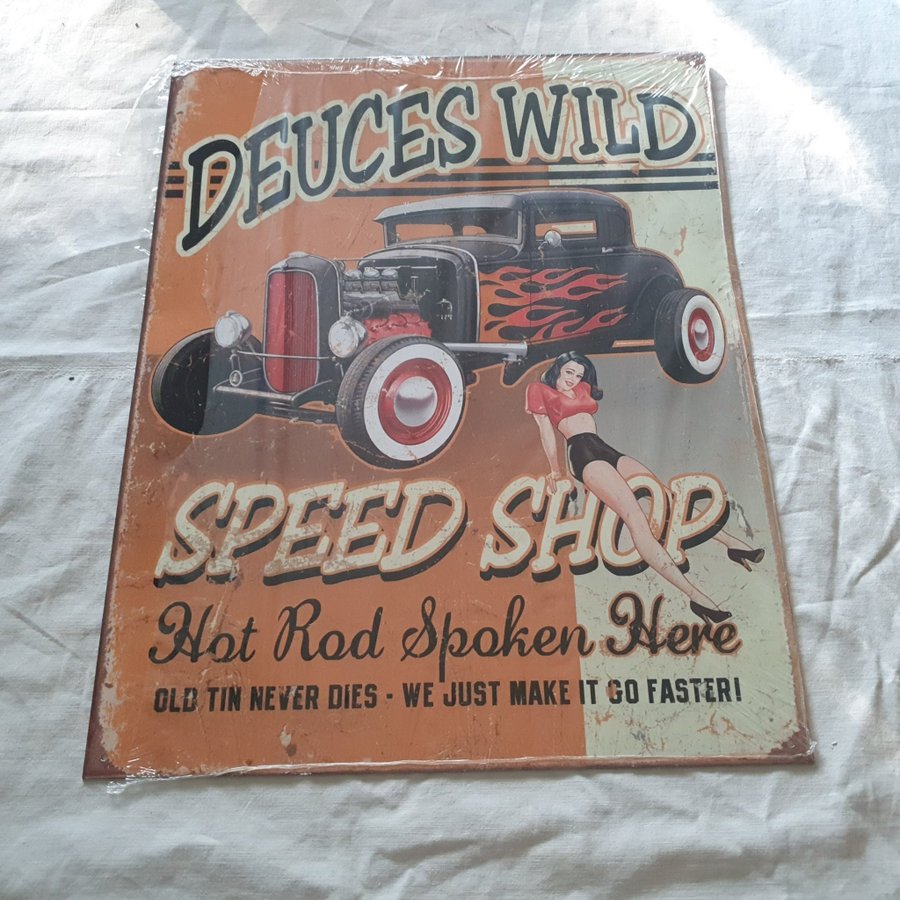 DEUCES WILD
SPEED SHOP
Hot Rod Spoken Here
OLD TIN NEVER DIES - WE JUST MAKE IT GO FASTER!